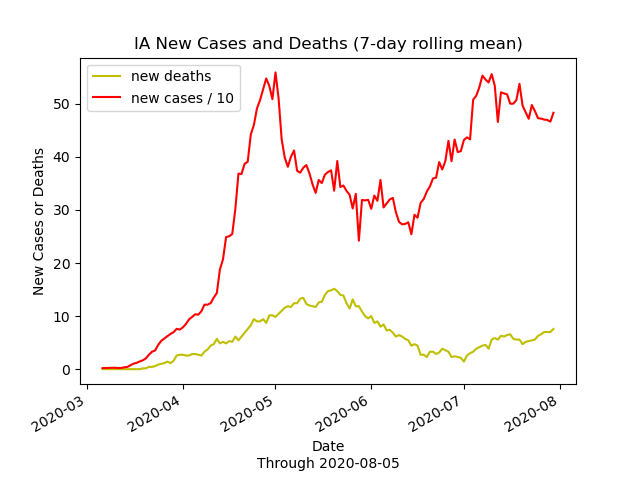 IA New Cases and Deaths (7-day rolling mean)
new deaths
new cases / 10
New Cases or Deaths
50
40
30
20
10
0
2020-03
2020-04
2020-05
2020-06
2020-07
2020-08
Date
Through 2020-08-05